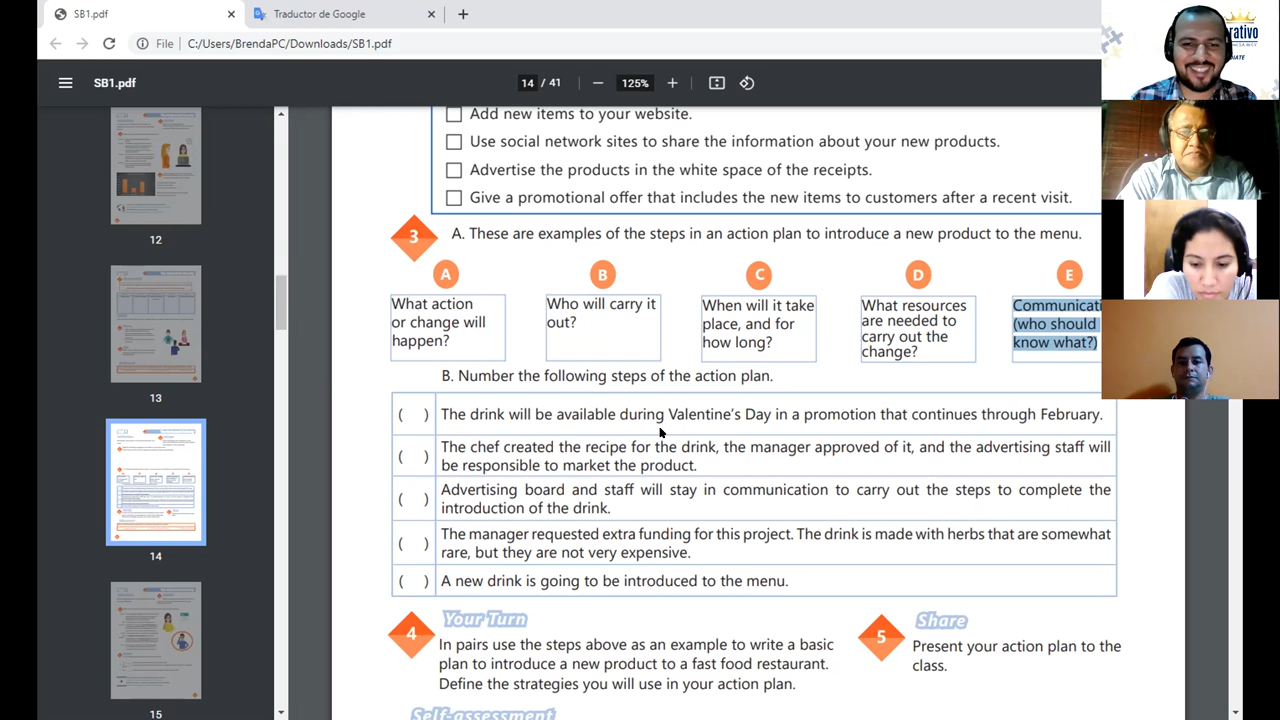 SB1.pdf
Traductor de Google
File
C:/Users/BrendaPC/Downloads/SB1.pdf
rativo
SB1.pdf
14 / 41
125%
Add new items to your website.
Use social network sites to share the information about your new products.
Advertise the products in the white space of the receipts.
Give a promotional offer that includes the new items to customers after a recent visit.
3
A. These are examples of the steps in an action plan to introduce a new product to the menu.
A
B
C
D
E
What action
or change will
happen?
Who will carry it
out?
When will it take
place, and for
how long?
What resources
are needed to
carry out the
change?
Communicati
(who should
know what?)
B. Number the following steps of the action plan.
( ) The drink will be available during Valentine's Day in a promotion that continues through February.
( ) The chef created the recipe for the drink, the manager approved of it, and the advertising staff will
be responsible to market the product.
( ) Advertising board and staff will stay in communication to carry out the steps to complete the
introduction of the drink.
( ) The manager requested extra funding for this project. The drink is made with herbs that are somewhat
rare, but they are not very expensive.
( ) A new drink is going to be introduced to the menu.
4
Your Turn
In pairs use the steps above as an example to write a basic
plan to introduce a new product to a fast food restaurant.
Define the strategies you will use in your action plan.
5
Share
Present your action plan to the
class.
Self-assessment
12
13
14
15